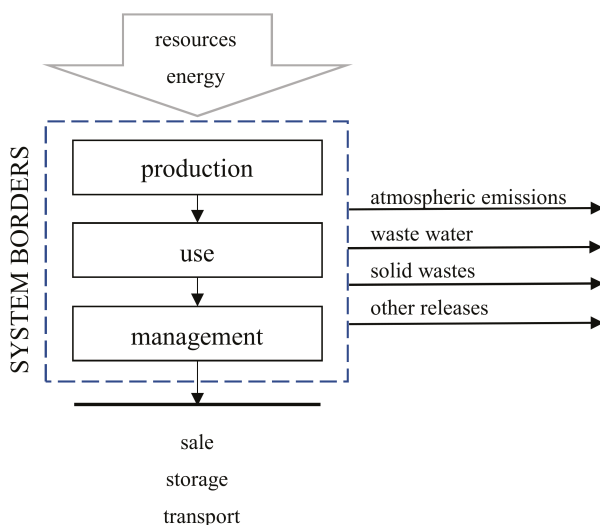 resources
energy
SYSTEM BORDERS
production
use
management
atmospheric emissions
waste water
solid wastes
other releases
sale
storage
transport